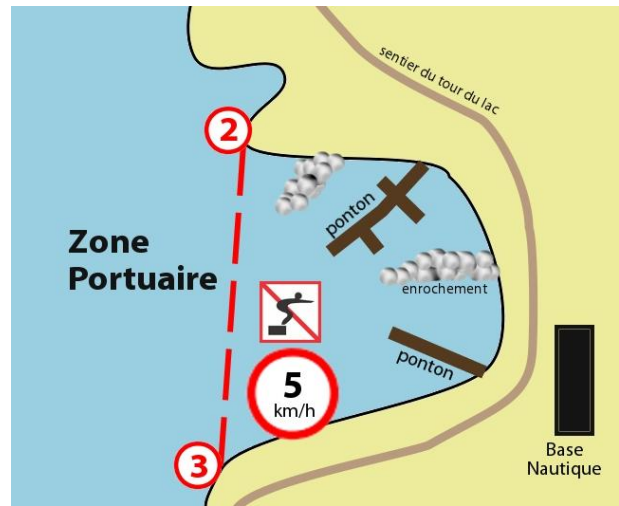 sentier du tour du lac
2
ponton
Zone
Portuaire
enrochement
ponton
5
km/h
3
Base
Nautique